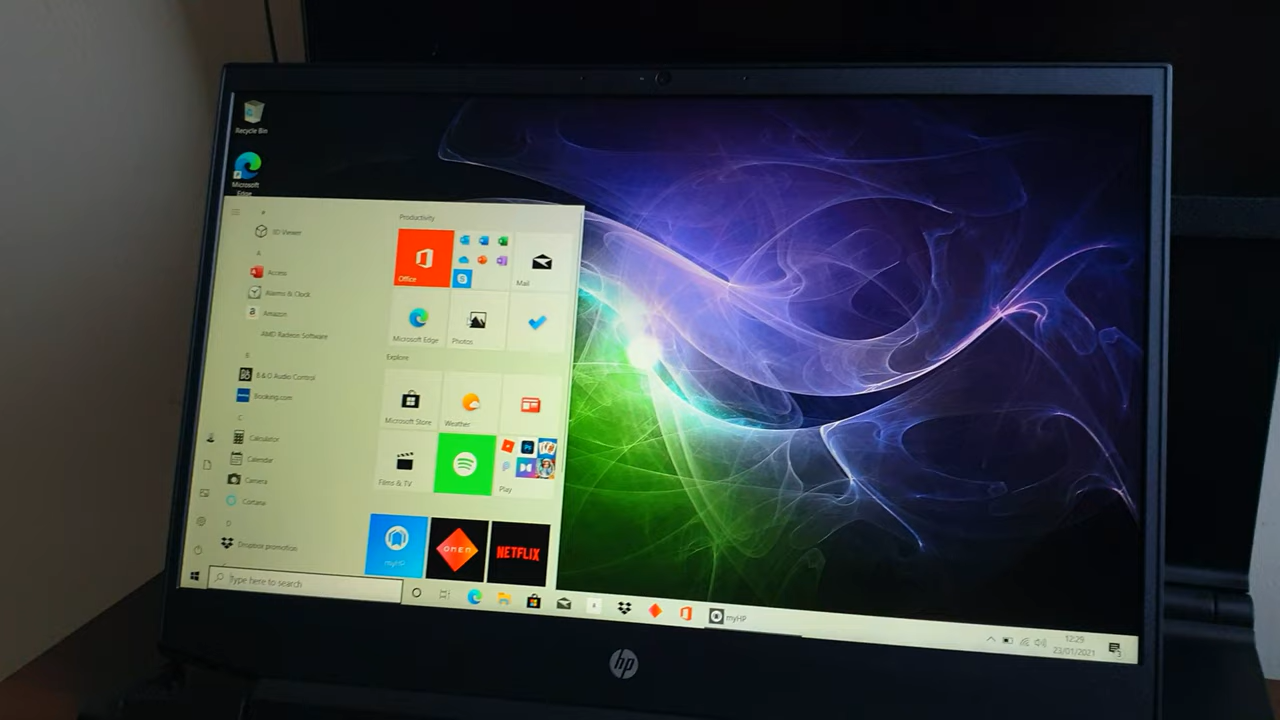 Recycle Bin
Microsoft
Edge
#
3D Viewer
A
Access
Alarms & Clock
a Amazon
AMD Radeon Software
B
B&O Audio Control
Booking.com
C
Calculator
Calendar
Camera
Cortana
D
Dropbox promotion
Productivity
Office
Mail
Microsoft Edge
Photos
Explore
Microsoft Store
Weather
Films & TV
Ps
Play
myHP
OMEN
NETFLIX
Type here to search
myHP
12:29
23/01/2021
3
hp